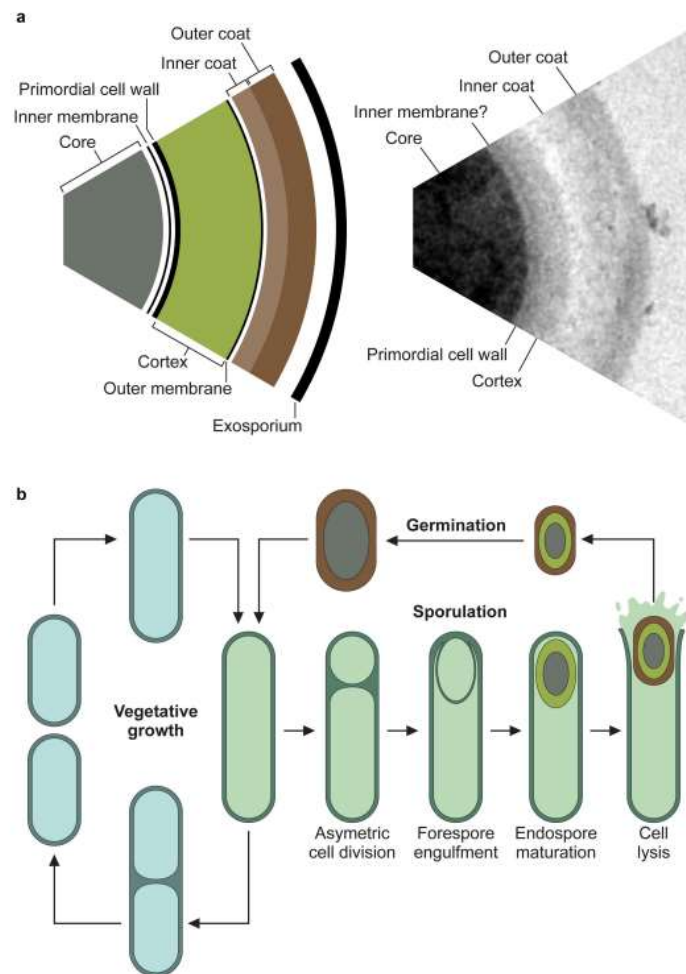 a
Outer coat
Inner coat
Primordial cell wall
Inner membrane
Core
Cortex
Outer membrane
Exosporium
Outer coat
Inner coat
Inner membrane?
Core
Primordial cell wall
Cortex
b
Germination
Sporulation
Vegetative
growth
Asymetric
cell division
Forespore
engulfment
Endospore
maturation
Cell
lysis